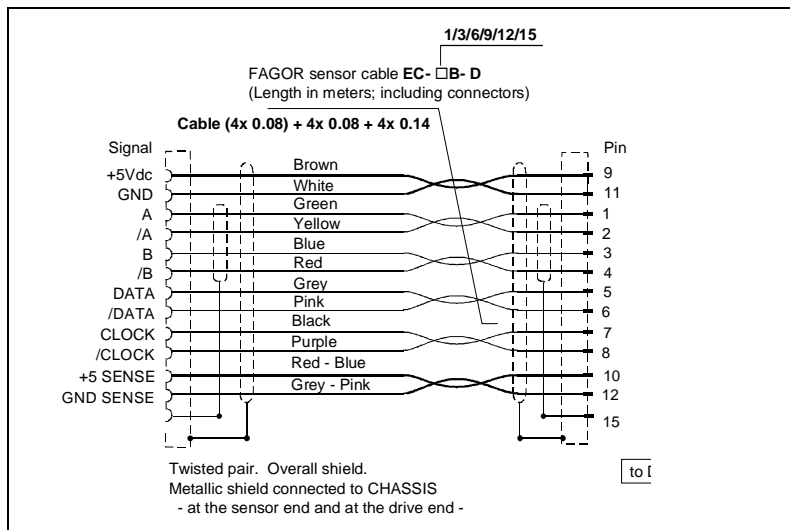 1/3/6/9/12/15
FAGOR sensor cable EC- □B- D
(Length in meters; including connectors)
Cable (4x 0.08) + 4x 0.08 + 4x 0.14
Signal Pin
+5Vdc Brown 9
GND White 11
A Green 1
/A Yellow 2
B Blue 3
/B Red 4
DATA Grey 5
/DATA Pink 6
CLOCK Black 7
/CLOCK Purple 8
+5 SENSE Red - Blue 10
GND SENSE Grey - Pink 12
15
Twisted pair. Overall shield.
Metallic shield connected to CHASSIS
- at the sensor end and at the drive end -
to